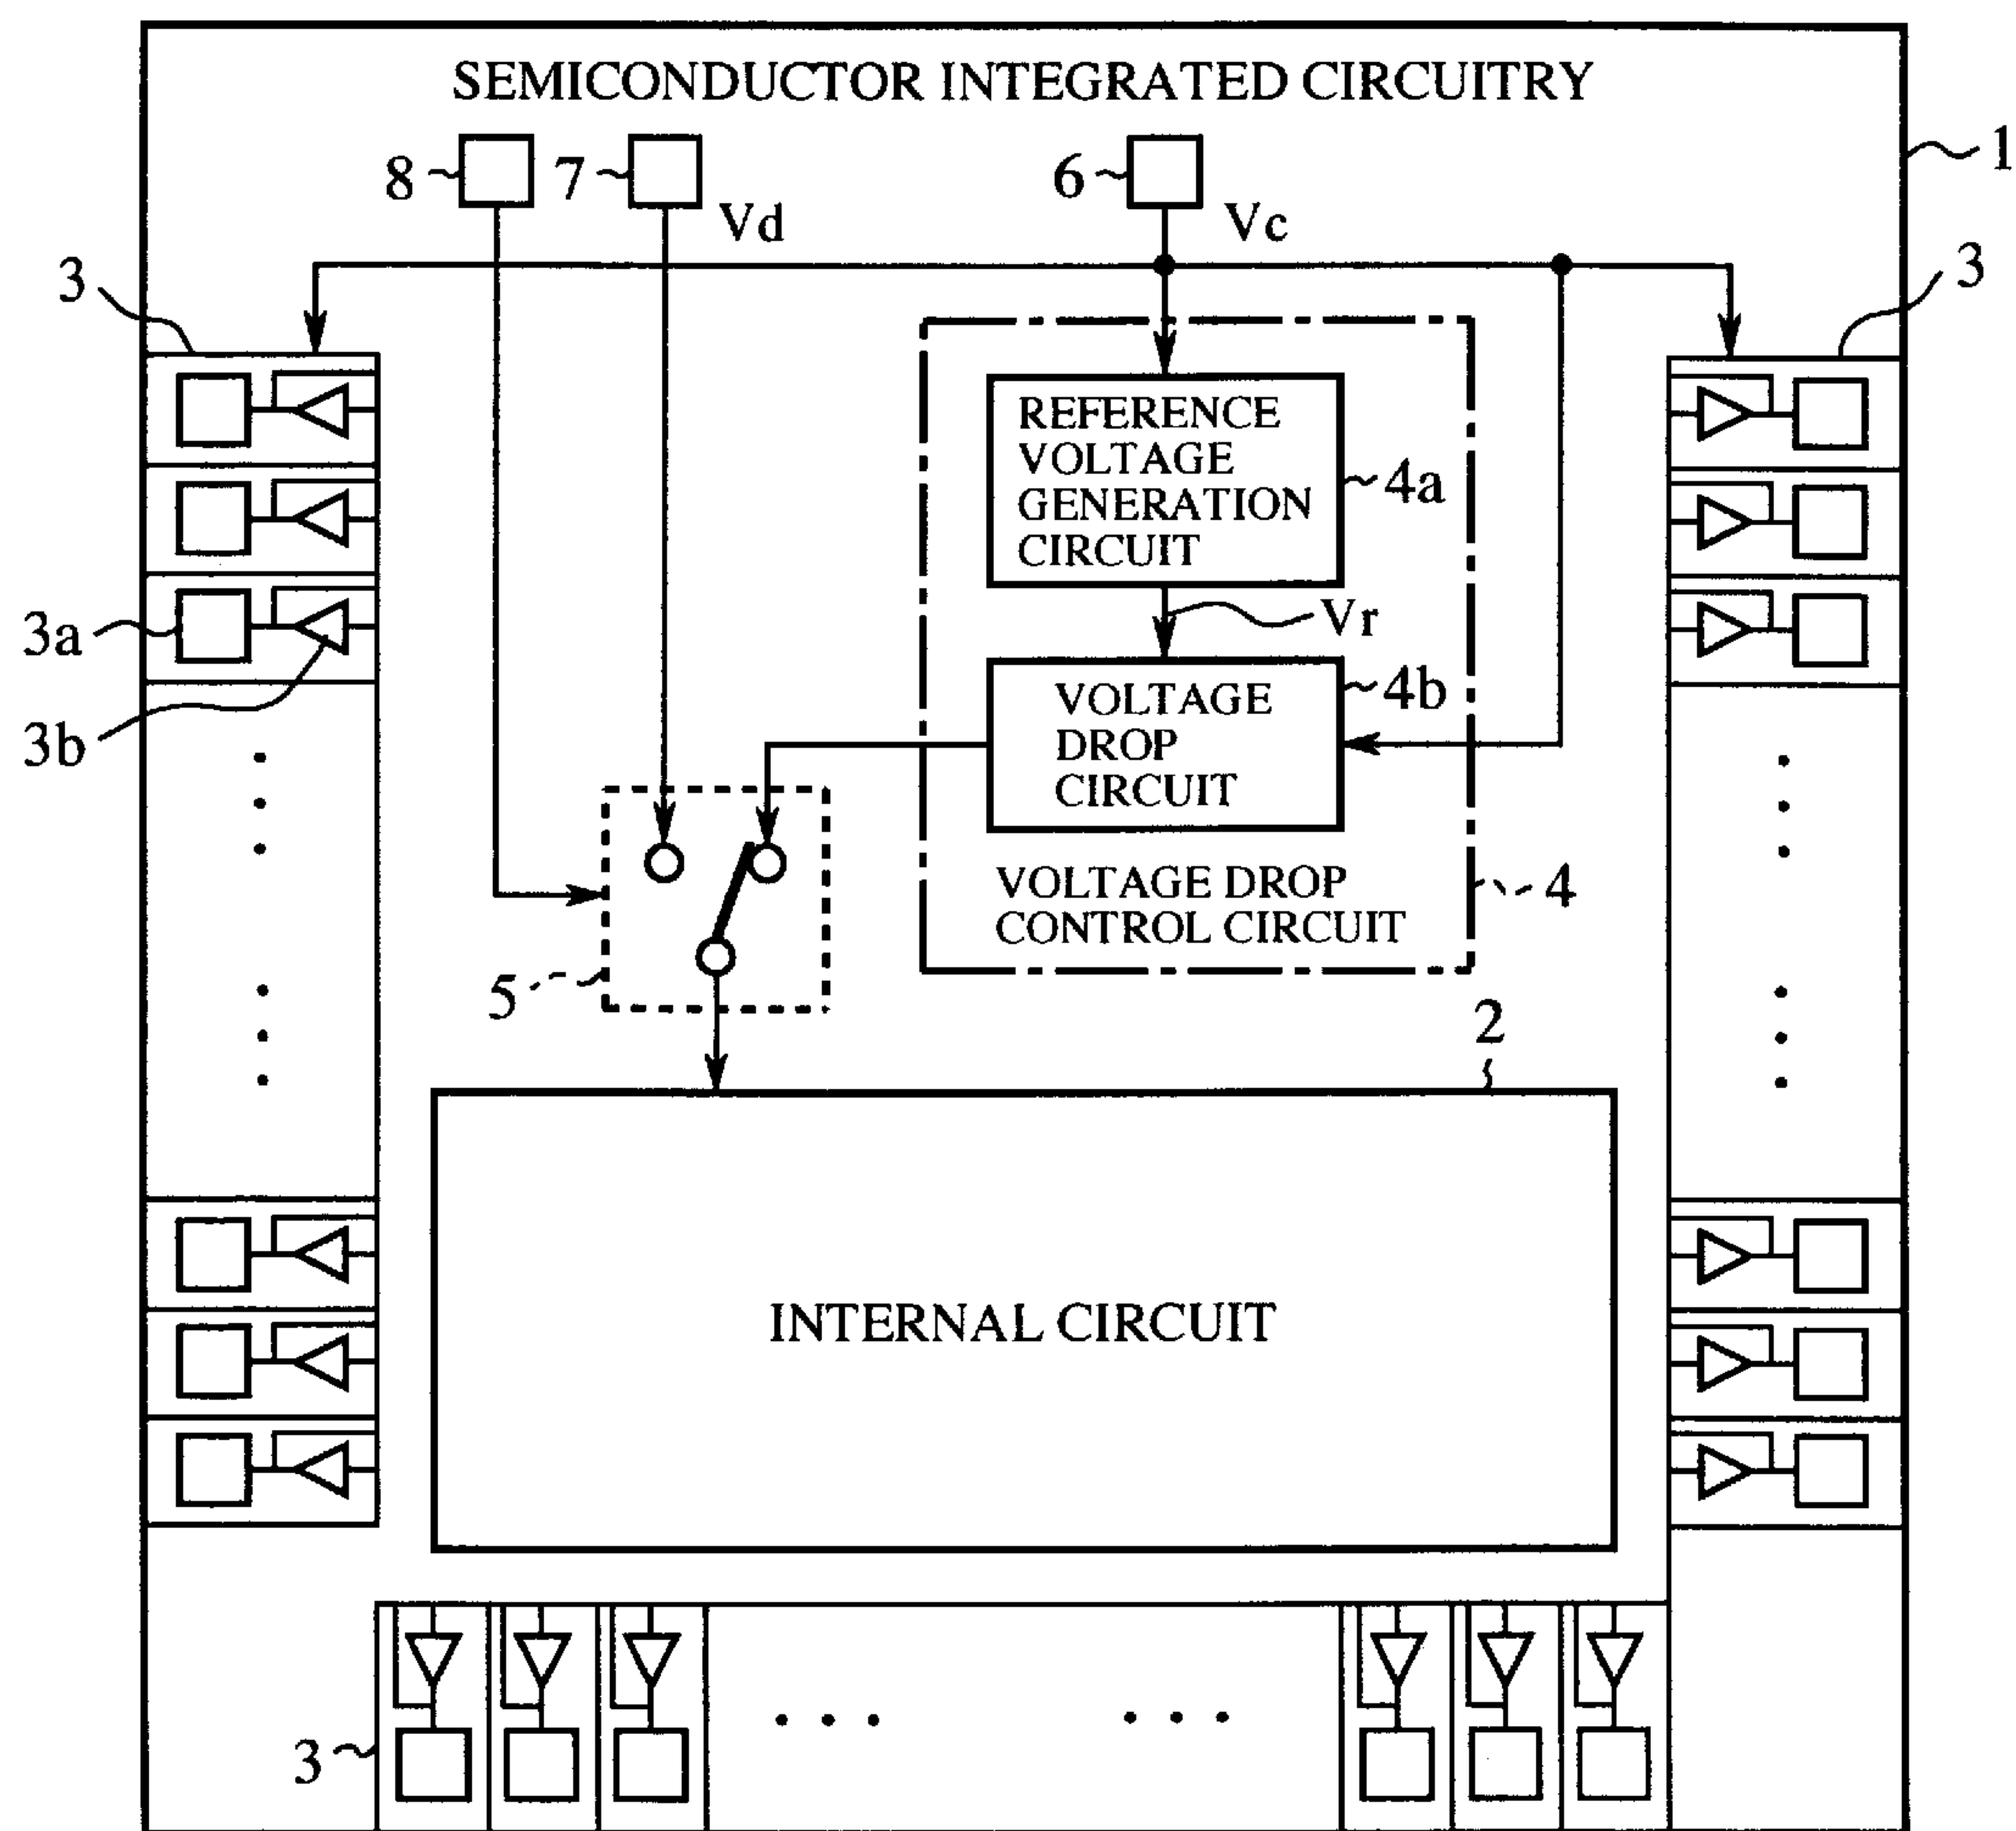 SEMICONDUCTOR INTEGRATED CIRCUITRY
1
8
7
6
Vd
Vc
3
3
REFERENCE
VOLTAGE
GENERATION
CIRCUIT
4a
Vr
3a
3b
VOLTAGE
DROP
CIRCUIT
4b
VOLTAGE DROP
CONTROL CIRCUIT
4
5
2
INTERNAL CIRCUIT
3